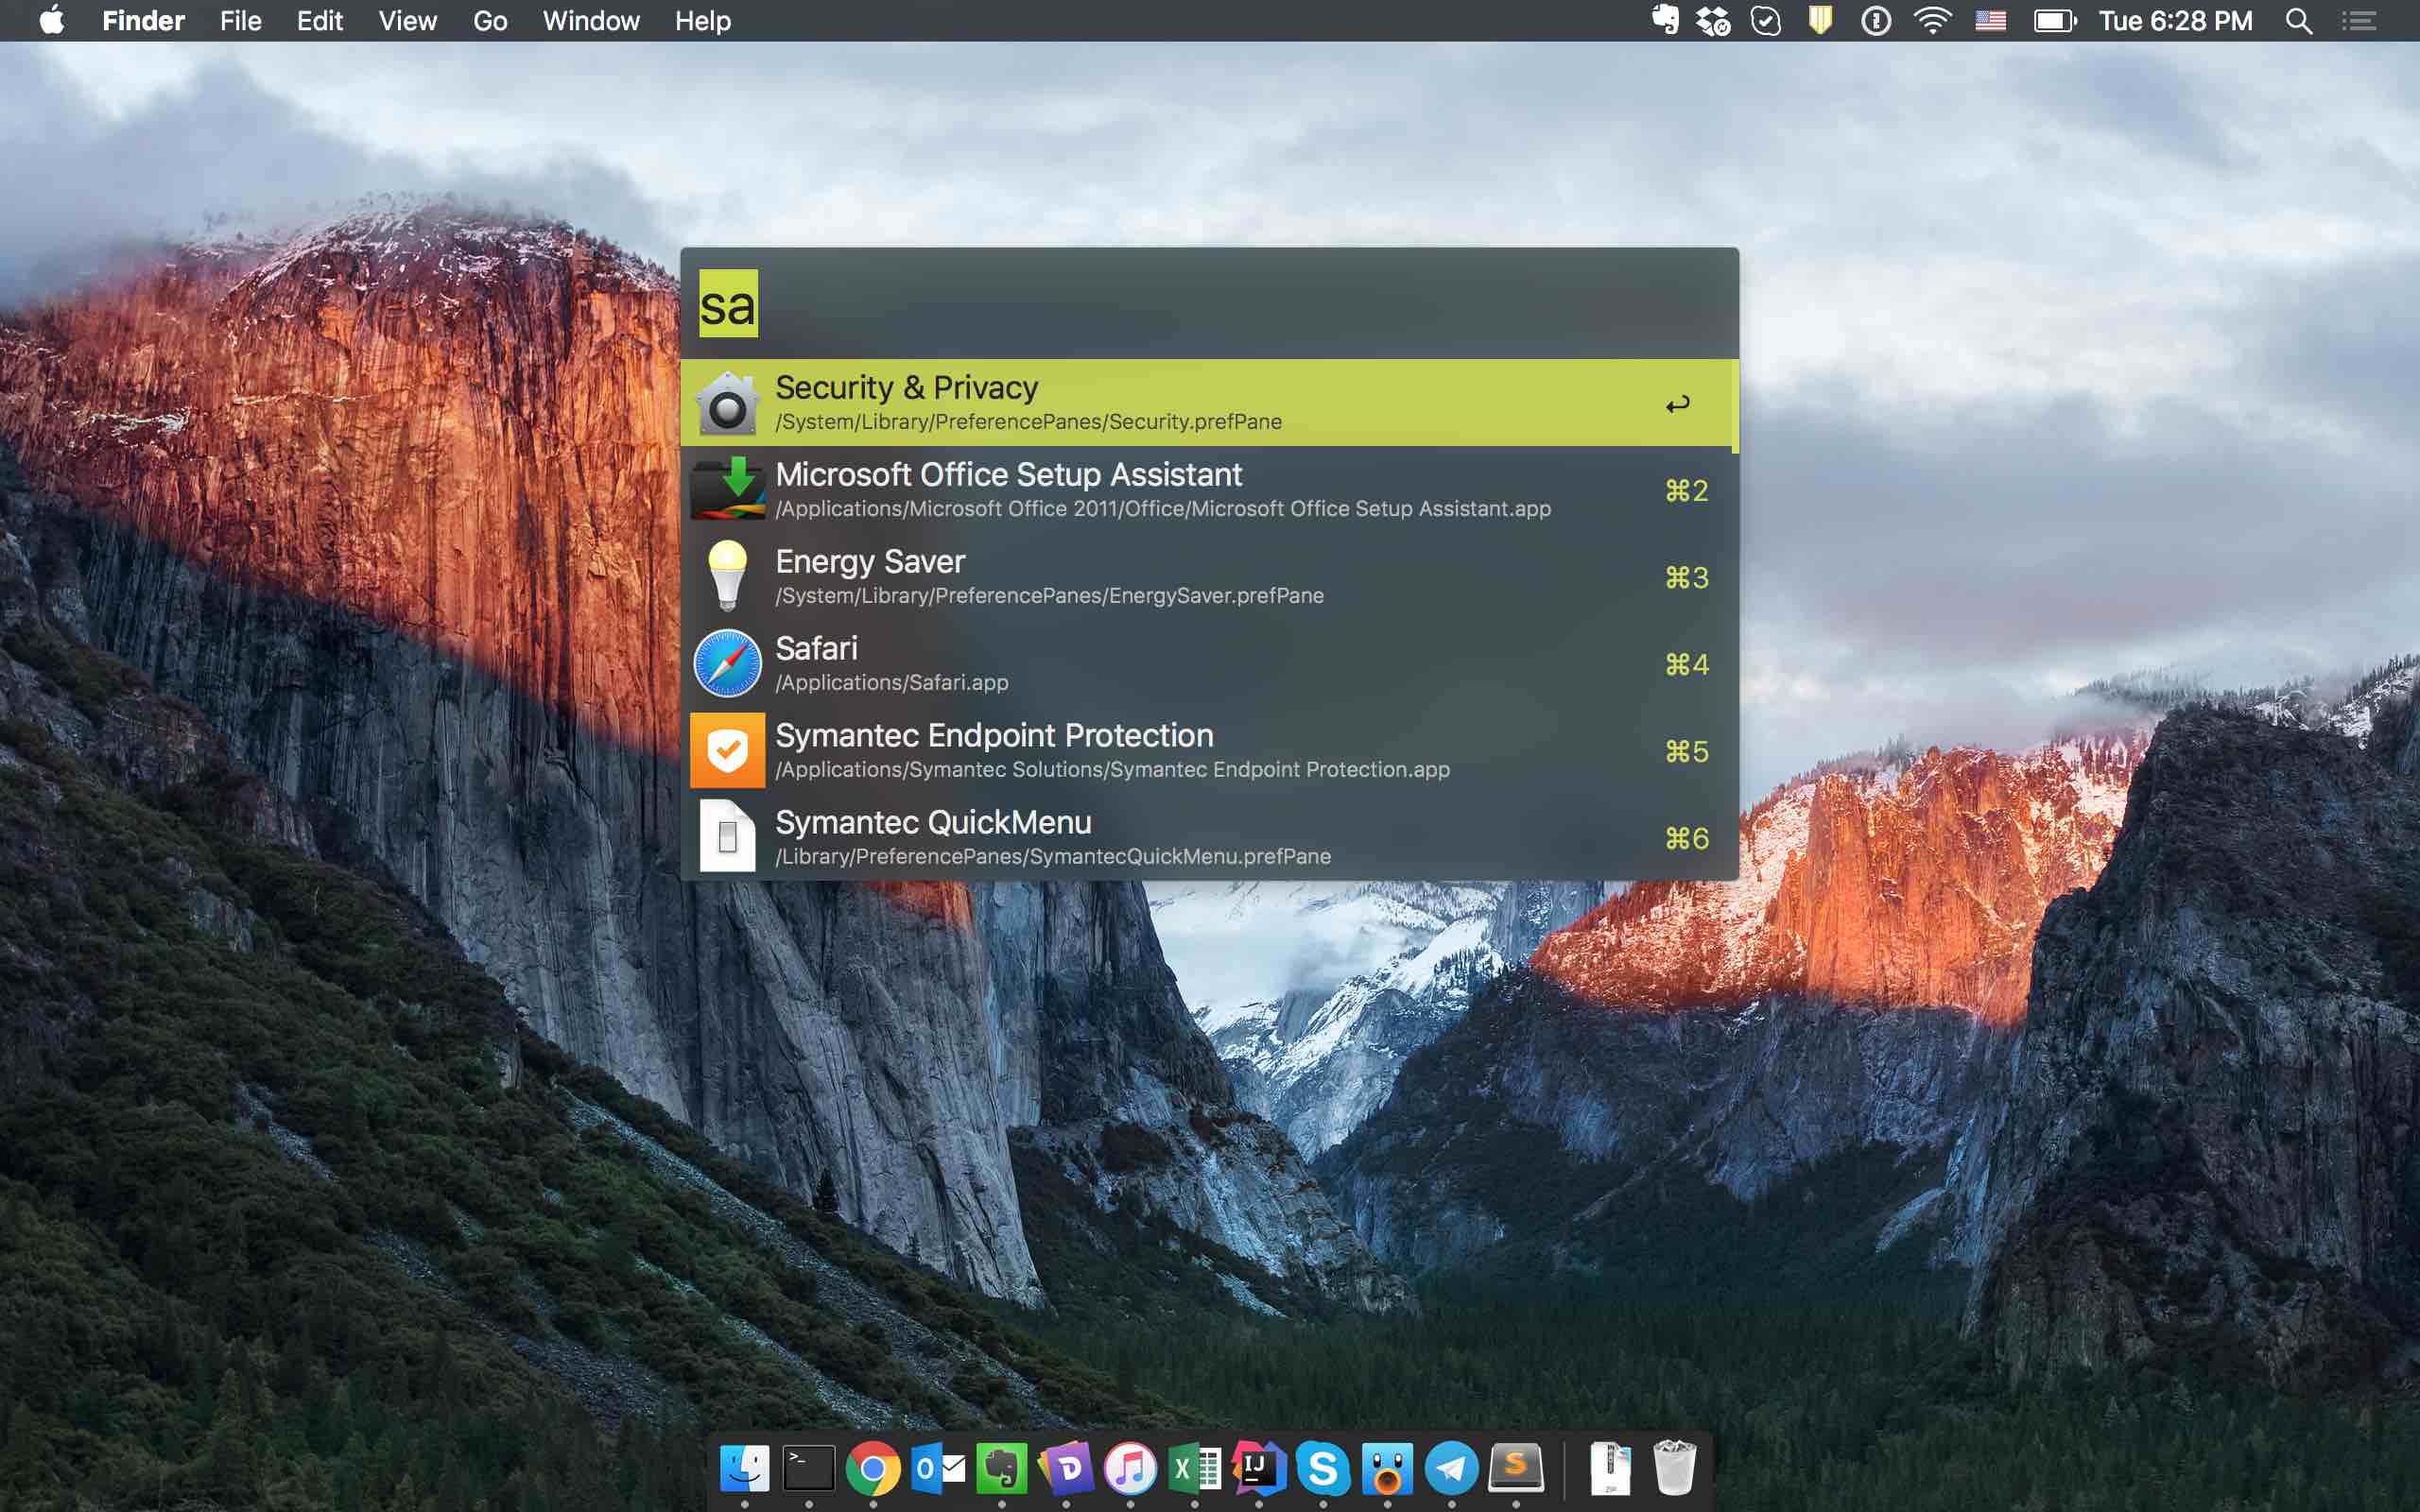 Finder File Edit View Go Window Help Tue 6:28 PM
sa
Security & Privacy
/System/Library/PreferencePanes/Security.prefPane
Microsoft Office Setup Assistant
/Applications/Microsoft Office 2011/Office/Microsoft Office Setup Assistant.app
⌘2
Energy Saver
/System/Library/PreferencePanes/EnergySaver.prefPane
⌘3
Safari
/Applications/Safari.app
⌘4
Symantec Endpoint Protection
/Applications/Symantec Solutions/Symantec Endpoint Protection.app
⌘5
Symantec QuickMenu
/Library/PreferencePanes/SymantecQuickMenu.prefPane
⌘6
>_ O D X IJ S S ZIP